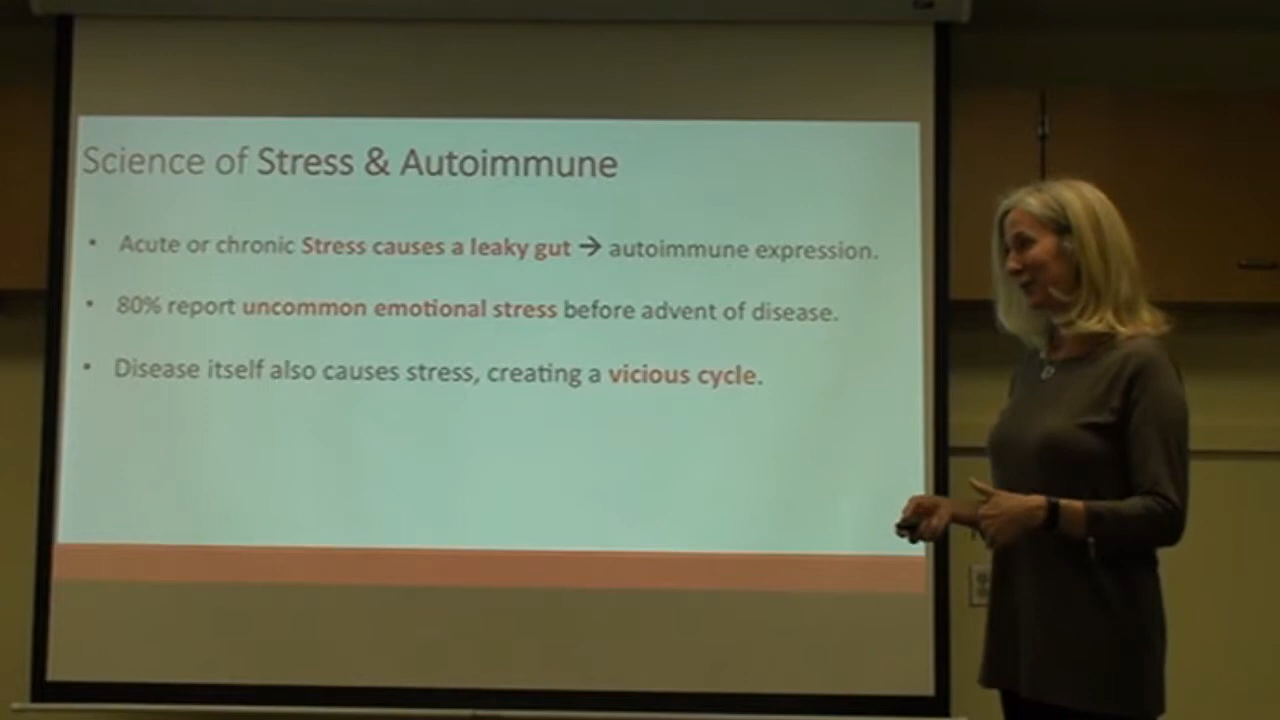 Science of Stress & Autoimmune
• Acute or chronic Stress causes a leaky gut → autoimmune expression.
• 80% report uncommon emotional stress before advent of disease.
• Disease itself also causes stress, creating a vicious cycle.